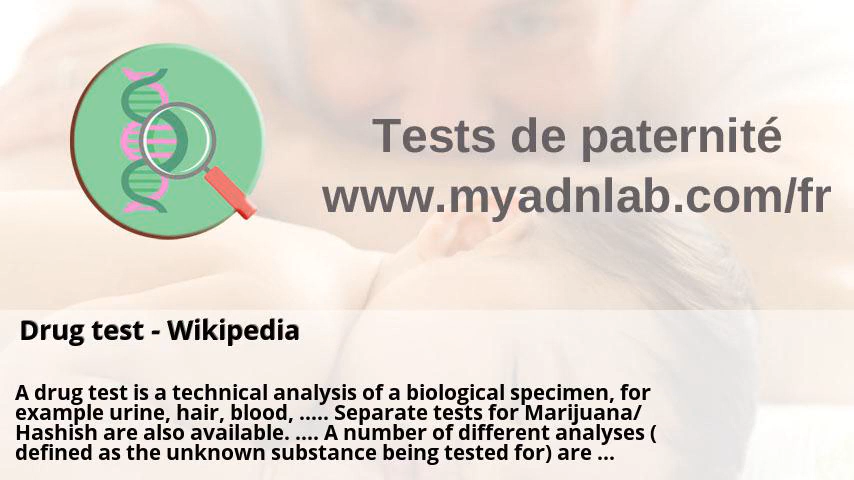 Tests de paternité
www.myadnlab.com/fr
Drug test - Wikipedia
A drug test is a technical analysis of a biological specimen, for
example urine, hair, blood, ..... Separate tests for Marijuana/
Hashish are also available. .... A number of different analyses (
defined as the unknown substance being tested for) are ...